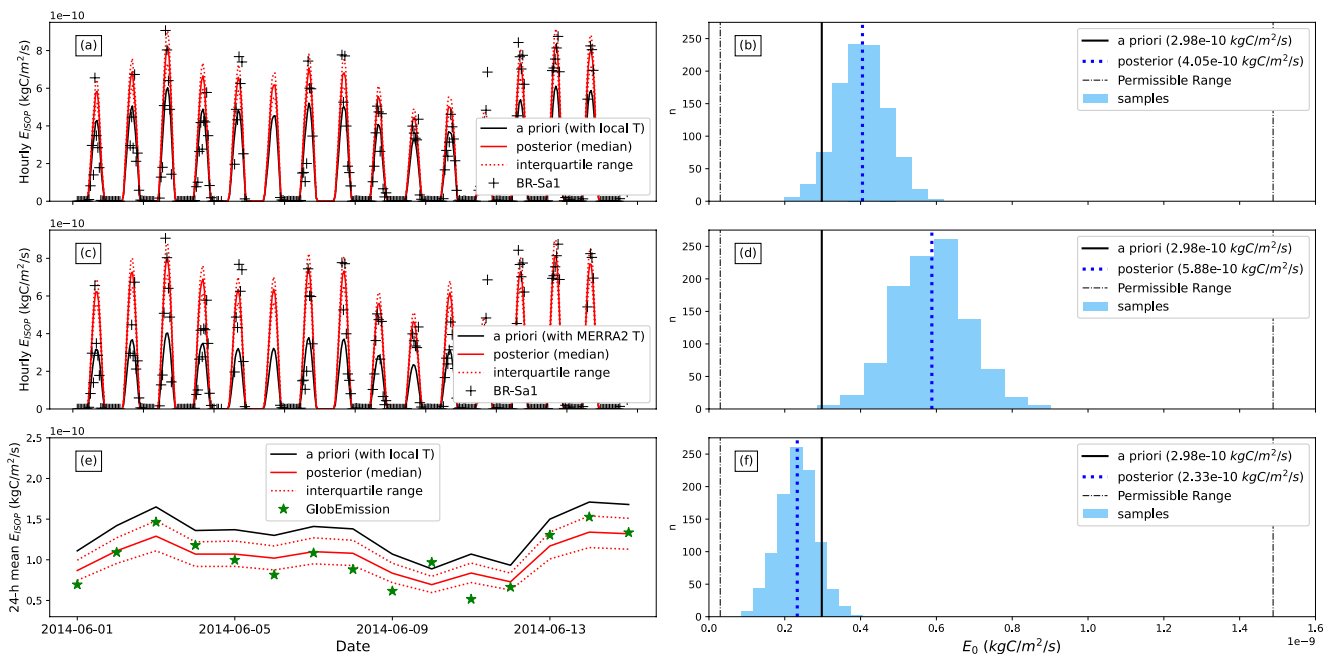 1e-10
(a)
Hourly E_ISOP (kgC/m²/s)
8
6
4
2
0
a priori (with local T)
posterior (median)
interquartile range
BR-Sa1
(b)
n
250
200
150
100
50
0
a priori (2.98e-10 kgC/m²/s)
posterior (4.05e-10 kgC/m²/s)
Permissible Range
samples
1e-10
(c)
Hourly E_ISOP (kgC/m²/s)
8
6
4
2
0
a priori (with MERRA2 T)
posterior (median)
interquartile range
BR-Sa1
(d)
n
250
200
150
100
50
0
a priori (2.98e-10 kgC/m²/s)
posterior (5.88e-10 kgC/m²/s)
Permissible Range
samples
1e-10
(e)
24-h mean E_ISOP (kgC/m²/s)
2.5
2.0
1.5
1.0
0.5
a priori (with local T)
posterior (median)
interquartile range
GlobEmission
2014-06-01
2014-06-05
2014-06-09
2014-06-13
Date
(f)
n
250
200
150
100
50
0
a priori (2.98e-10 kgC/m²/s)
posterior (2.33e-10 kgC/m²/s)
Permissible Range
samples
0.0
0.2
0.4
0.6
0.8
1.0
1.2
1.4
1.6
1e-9
E₀ (kgC/m²/s)